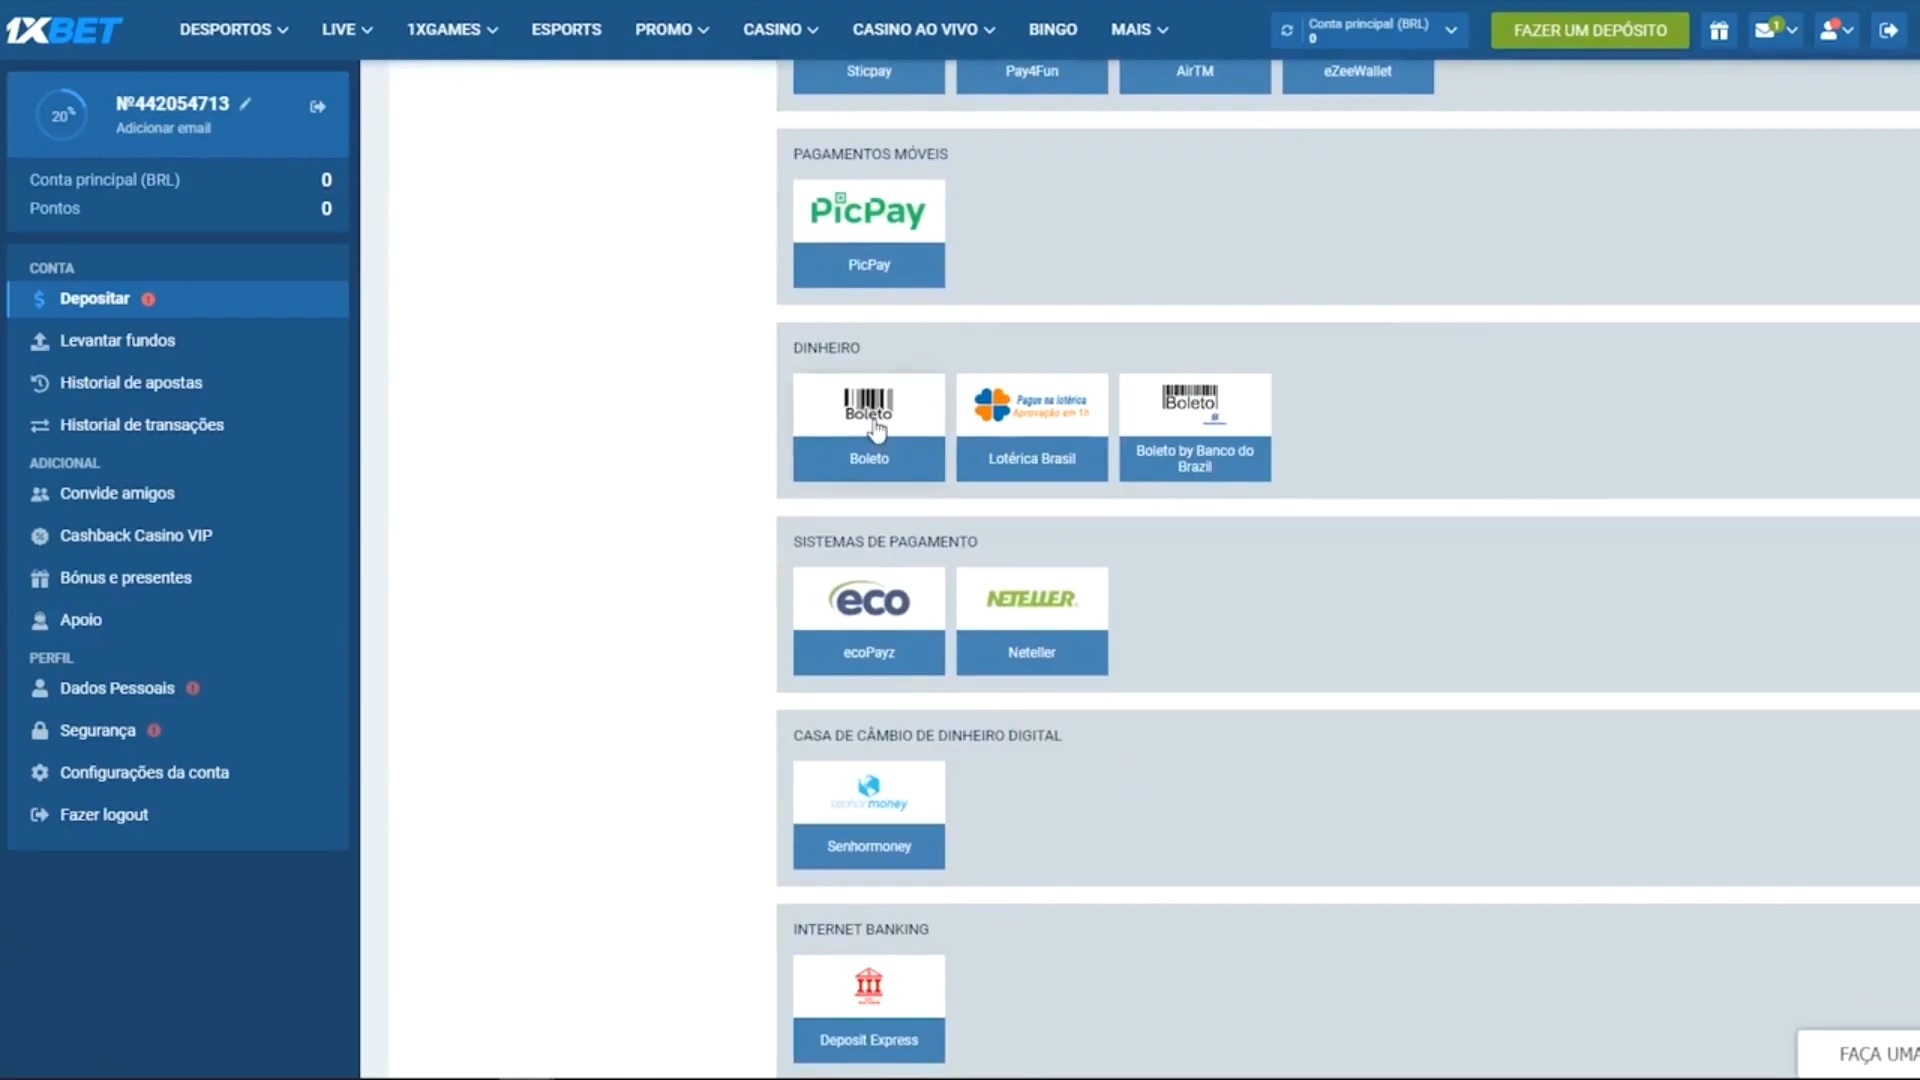 1XBET
DESPORTOS
LIVE
1XGAMES
ESPORTS
PROMO
CASINO
CASINO AO VIVO
BINGO
MAIS
Conta principal (BRL)
0
FAZER UM DEPÓSITO
1
20%
Nº442054713
Adicionar email
Conta principal (BRL) 0
Pontos 0
CONTA
Depositar
Levantar fundos
Historial de apostas
Historial de transações
ADICIONAL
Convide amigos
Cashback Casino VIP
Bónus e presentes
Apoio
PERFIL
Dados Pessoais
Segurança
Configurações da conta
Fazer logout
Sticpay
Pay4Fun
AirTM
eZeeWallet
PAGAMENTOS MÓVEIS
PicPay
PicPay
DINHEIRO
Boleto
Boleto
Pague na lotérica
Aprovação em 1h
Lotérica Brasil
Boleto
Boleto by Banco do
Brazil
SISTEMAS DE PAGAMENTO
eco
ecoPayz
NETELLER
Neteller
CASA DE CÂMBIO DE DINHEIRO DIGITAL
senhormoney
Senhormoney
INTERNET BANKING
Deposit Express
FAÇA UMA